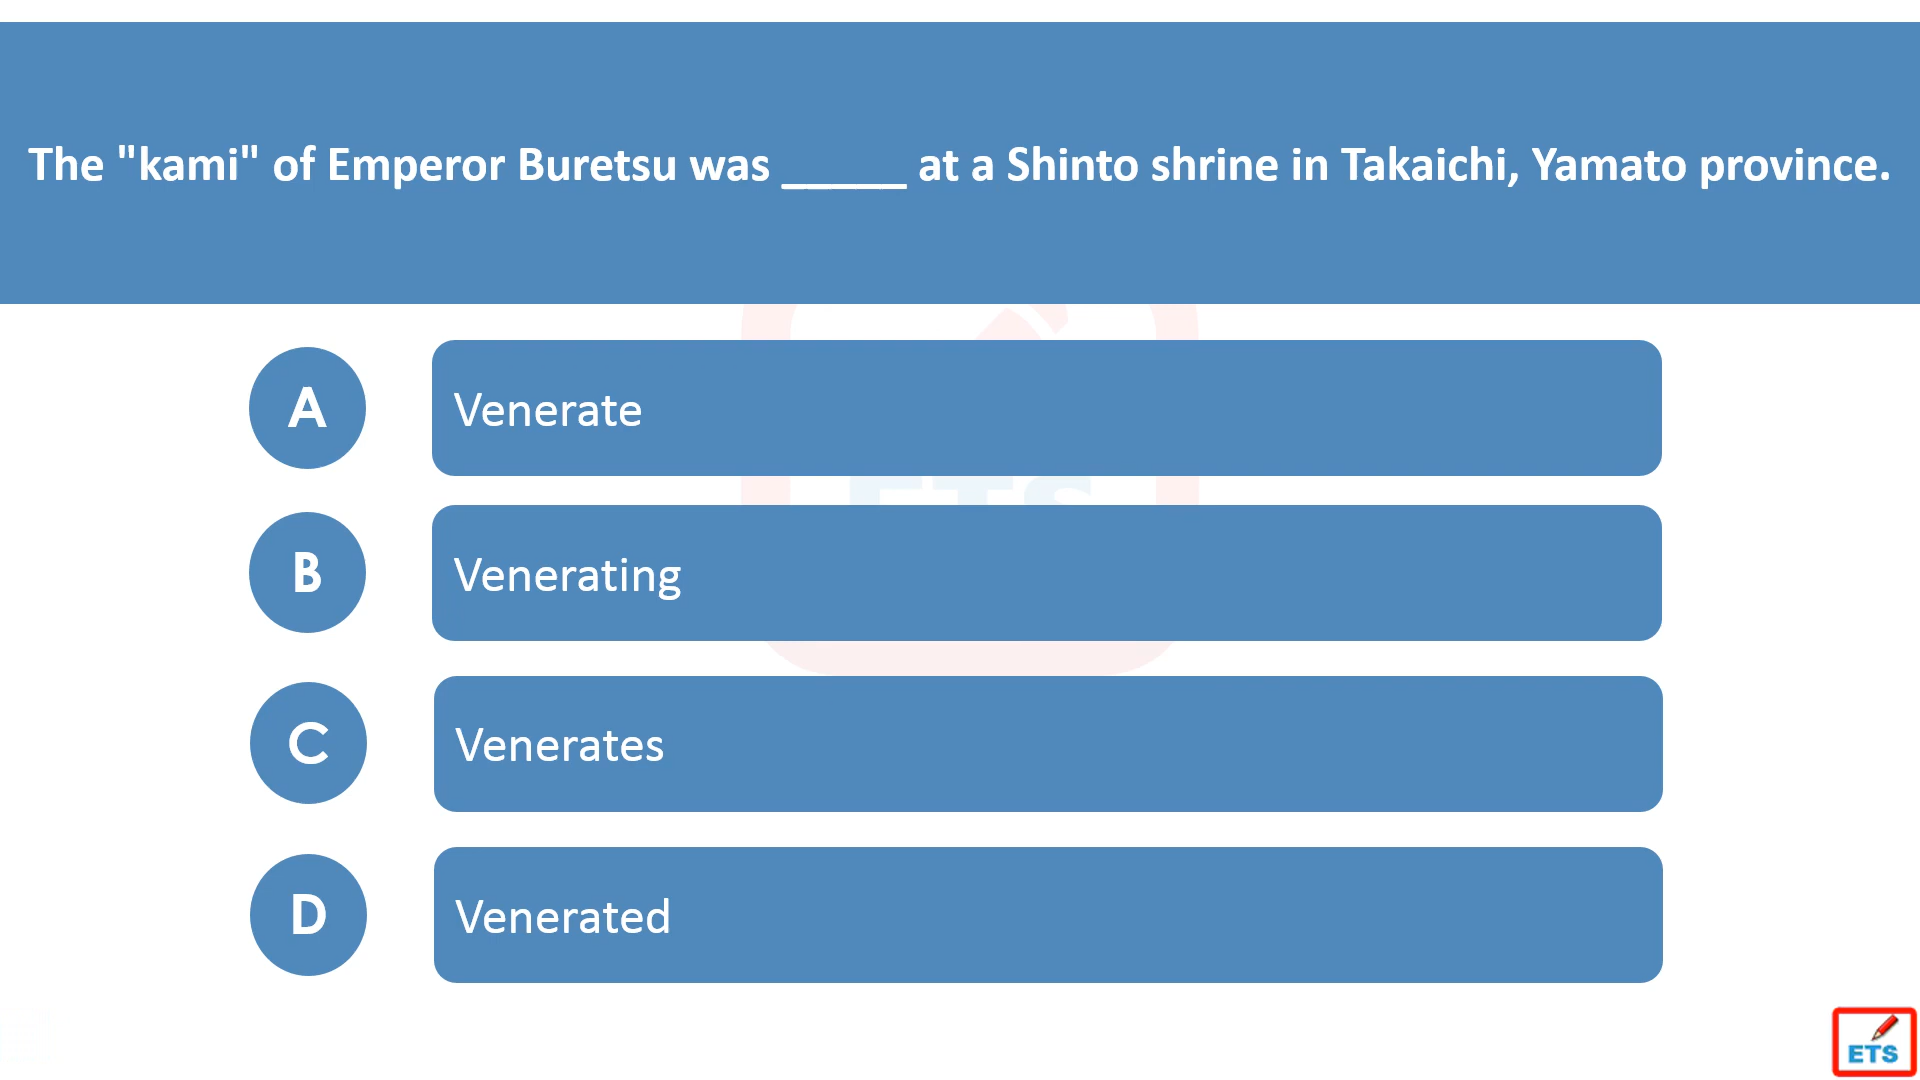 The "kami" of Emperor Buretsu was _____ at a Shinto shrine in Takaichi, Yamato province.
A
Venerate
ETS
B
Venerating
C
Venerates
D
Venerated
ETS